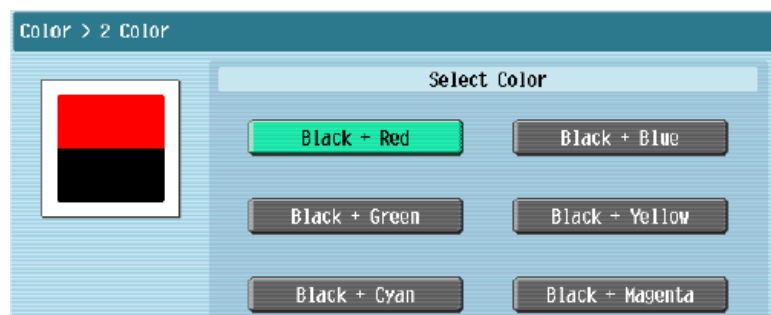 Color > 2 Color
Select Color
Black + Red
Black + Blue
Black + Green
Black + Yellow
Black + Cyan
Black + Magenta